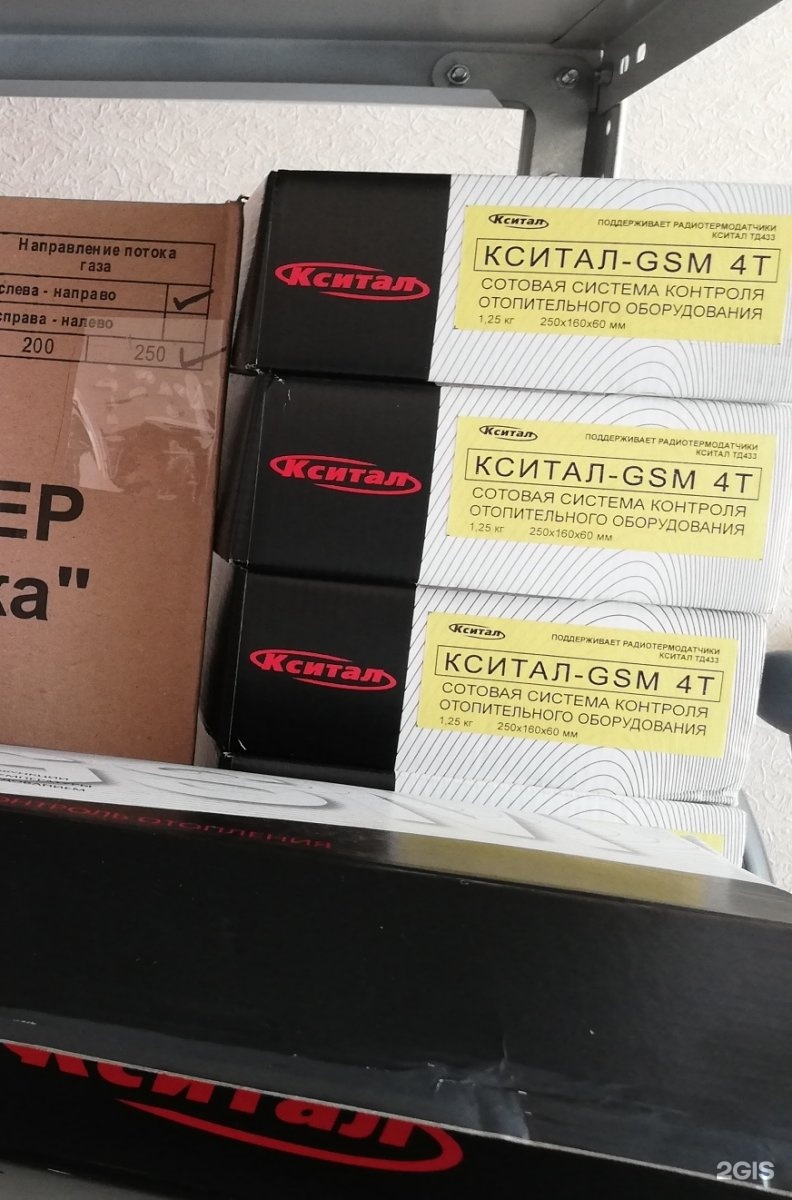 Направление потока
газа
слева - направо
справа - налево
200 250
ЕР
ка"
Кситал
Кситал
ПОДДЕРЖИВАЕТ РАДИОТЕРМОДАТЧИКИ
КСИТАЛ ТД433
КСИТАЛ-GSM 4T
СОТОВАЯ СИСТЕМА КОНТРОЛЯ
ОТОПИТЕЛЬНОГО ОБОРУДОВАНИЯ
1,25 кг 250х160х60 мм
Кситал
Кситал
ПОДДЕРЖИВАЕТ РАДИОТЕРМОДАТЧИКИ
КСИТАЛ ТД433
КСИТАЛ-GSM 4T
СОТОВАЯ СИСТЕМА КОНТРОЛЯ
ОТОПИТЕЛЬНОГО ОБОРУДОВАНИЯ
1,25 кг 250х160х60 мм
Кситал
Кситал
ПОДДЕРЖИВАЕТ РАДИОТЕРМОДАТЧИКИ
КСИТАЛ ТД433
КСИТАЛ-GSM 4T
СОТОВАЯ СИСТЕМА КОНТРОЛЯ
ОТОПИТЕЛЬНОГО ОБОРУДОВАНИЯ
1,25 кг 250х160х60 мм
КОНТРОЛЬ ОТОПЛЕНИЯ
Кситал
2GIS